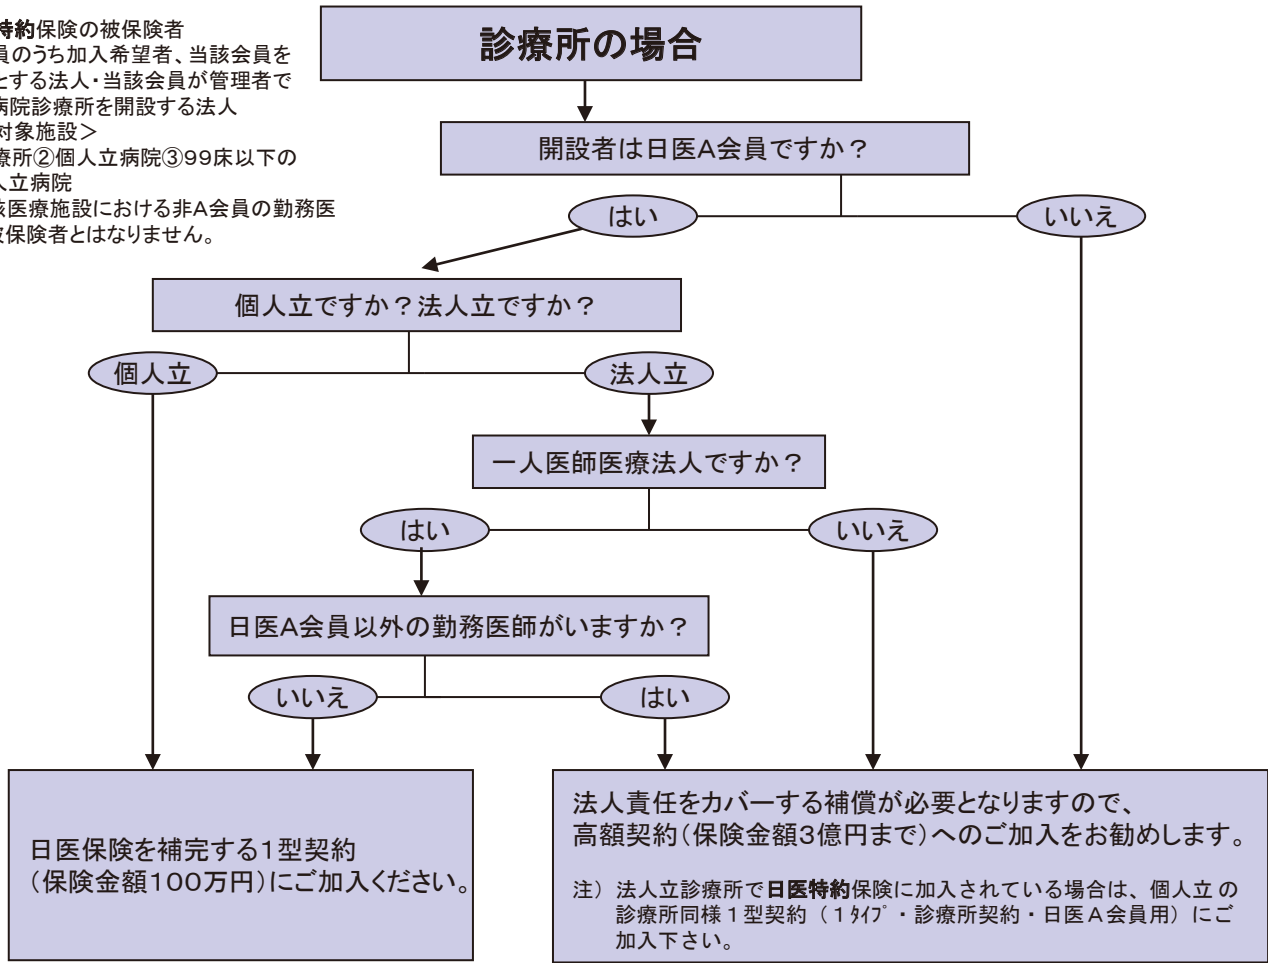 特約保険の被保険者
員のうち加入希望者、当該会員を
とする法人・当該会員が管理者で
病院診療所を開設する法人
対象施設＞
療所②個人立病院③99床以下の
人立病院
該医療施設における非A会員の勤務医
被保険者とはなりません。
診療所の場合
開設者は日医A会員ですか？
はい
いいえ
個人立ですか？法人立ですか？
個人立
法人立
一人医師医療法人ですか？
はい
いいえ
日医A会員以外の勤務医師がいますか？
いいえ
はい
日医保険を補完する1型契約
（保険金額100万円）にご加入ください。
法人責任をカバーする補償が必要となりますので、
高額契約（保険金額3億円まで）へのご加入をお勧めします。
注）法人立診療所で日医特約保険に加入されている場合は、個人立の
診療所同様1型契約（1ﾀｲﾌﾟ・診療所契約・日医A会員用）にご
加入下さい。